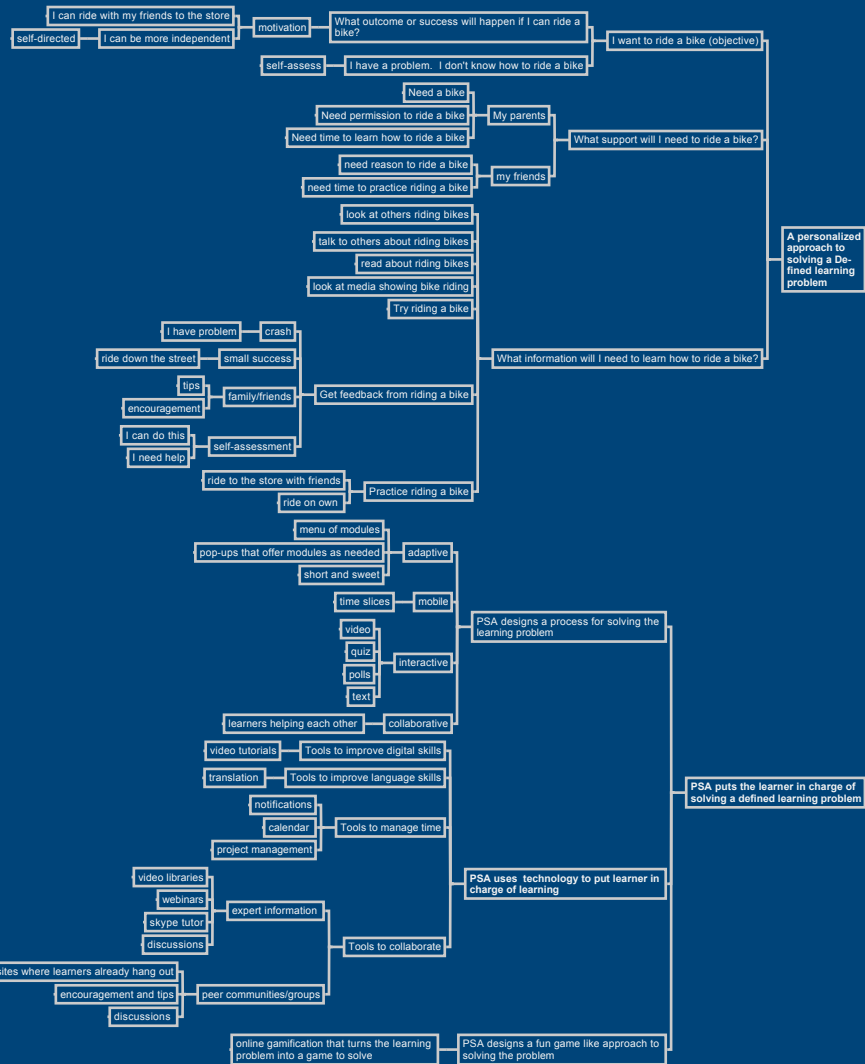 I can ride with my friends to the store
self-directed
I can be more independent
motivation
What outcome or success will happen if I can ride a
bike?
I want to ride a bike (objective)
self-assess
I have a problem.  I don't know how to ride a bike
Need a bike
Need permission to ride a bike
Need time to learn how to ride a bike
My parents
What support will I need to ride a bike?
need reason to ride a bike
need time to practice riding a bike
my friends
look at others riding bikes
talk to others about riding bikes
read about riding bikes
look at media showing bike riding
Try riding a bike
A personalized
approach to
solving a De-
fined learning
problem
What information will I need to learn how to ride a bike?
I have problem
crash
ride down the street
small success
tips
encouragement
family/friends
Get feedback from riding a bike
I can do this
I need help
self-assessment
ride to the store with friends
ride on own
Practice riding a bike
menu of modules
pop-ups that offer modules as needed
short and sweet
adaptive
time slices
mobile
PSA designs a process for solving the
learning problem
video
quiz
polls
text
interactive
learners helping each other
collaborative
video tutorials
Tools to improve digital skills
translation
Tools to improve language skills
PSA puts the learner in charge of
solving a defined learning problem
notifications
calendar
project management
Tools to manage time
PSA uses  technology to put learner in
charge of learning
video libraries
webinars
skype tutor
discussions
expert information
Tools to collaborate
sites where learners already hang out
encouragement and tips
discussions
peer communities/groups
online gamification that turns the learning
problem into a game to solve
PSA designs a fun game like approach to
solving the problem